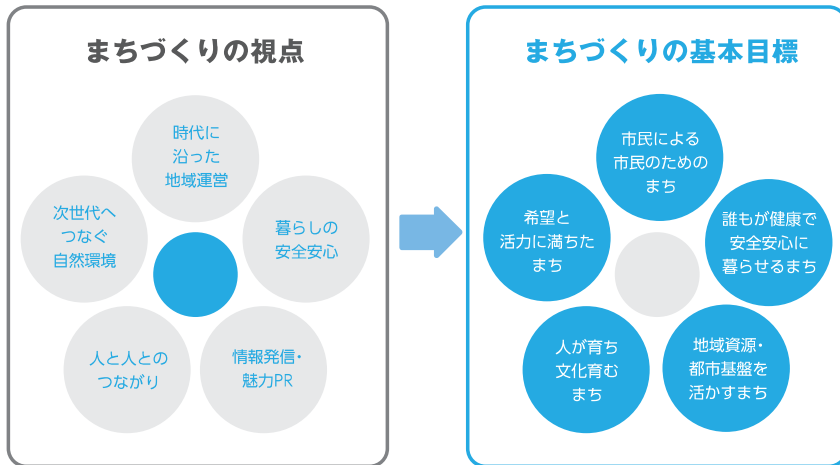 まちづくりの視点
時代に
沿った
地域運営
暮らしの
安全安心
情報発信・
魅力PR
人と人との
つながり
次世代へ
つなぐ
自然環境
まちづくりの基本目標
市民による
市民のための
まち
誰もが健康で
安全安心に
暮らせるまち
地域資源・
都市基盤を
活かすまち
人が育ち
文化育む
まち
希望と
活力に満ちた
まち